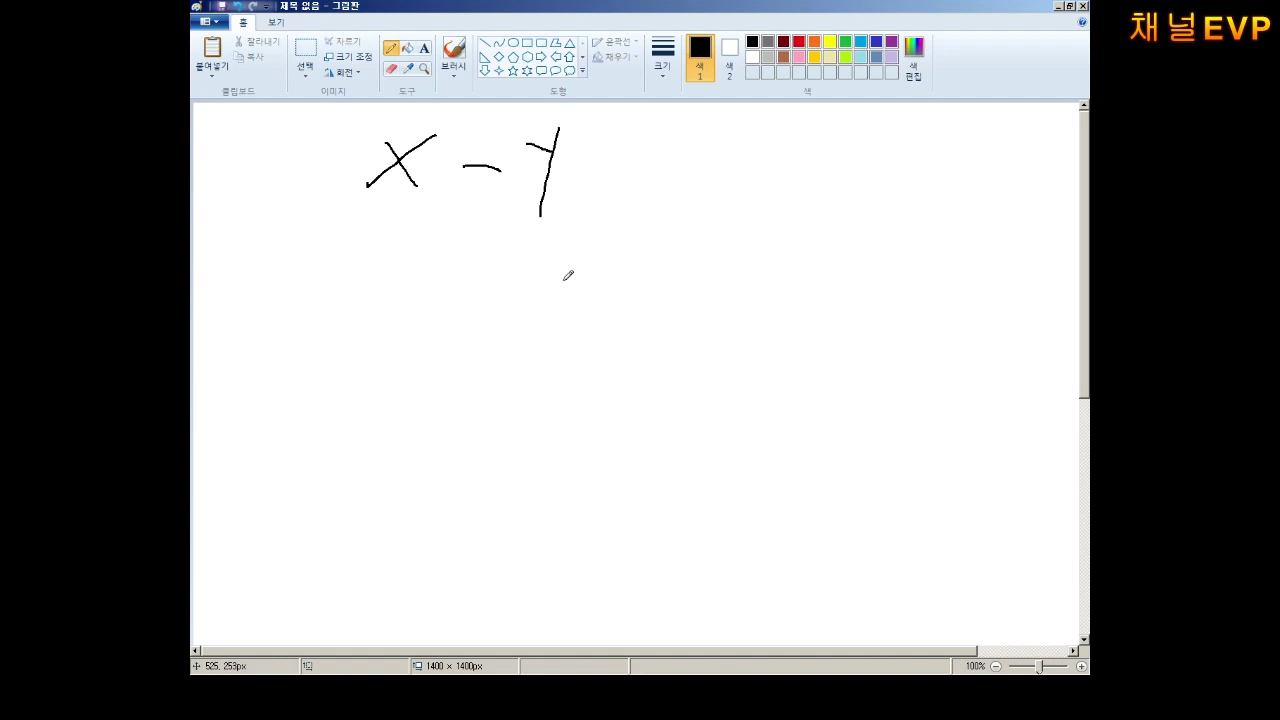 제목 없음 - 그림판
채 널 EVP
홈 보기
붙여넣기
잘라내기
복사
클립보드
선택
자르기
크기 조정
회전
이미지
A
도구
브러시
도형
윤곽선
채우기
크기
색 1
색 2
색 편집
색
X - Y
525, 253px
1400 × 1400px
100%